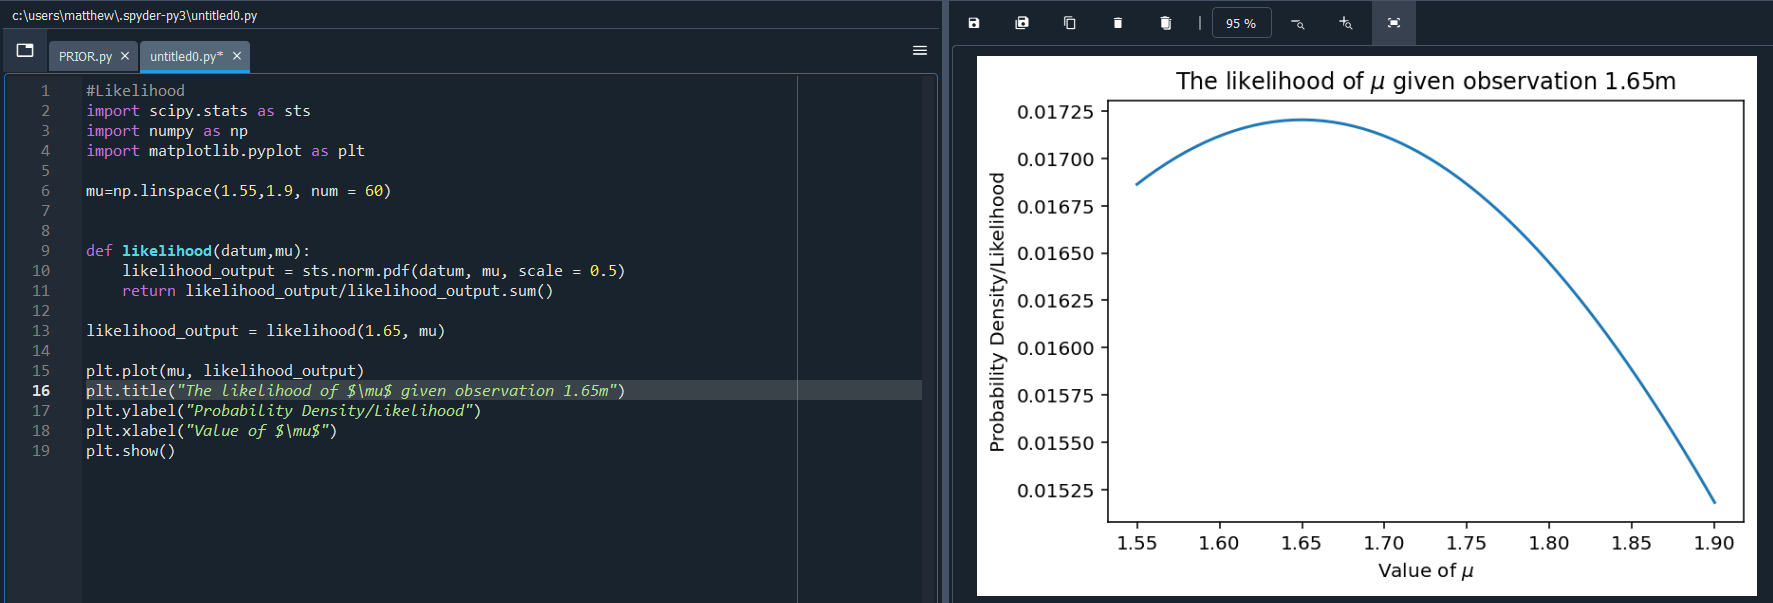 c:\users\matthew\.spyder-py3\untitled0.py
PRIOR.py
untitled0.py*
1 #Likelihood
2 import scipy.stats as sts
3 import numpy as np
4 import matplotlib.pyplot as plt
5
6 mu=np.linspace(1.55,1.9, num = 60)
7
8
9 def likelihood(datum,mu):
10     likelihood_output = sts.norm.pdf(datum, mu, scale = 0.5)
11     return likelihood_output/likelihood_output.sum()
12
13 likelihood_output = likelihood(1.65, mu)
14
15 plt.plot(mu, likelihood_output)
16 plt.title("The likelihood of $\mu$ given observation 1.65m")
17 plt.ylabel("Probability Density/Likelihood")
18 plt.xlabel("Value of $\mu$")
19 plt.show()
95 %
The likelihood of μ given observation 1.65m
Probability Density/Likelihood
0.01725
0.01700
0.01675
0.01650
0.01625
0.01600
0.01575
0.01550
0.01525
1.55 1.60 1.65 1.70 1.75 1.80 1.85 1.90
Value of μ